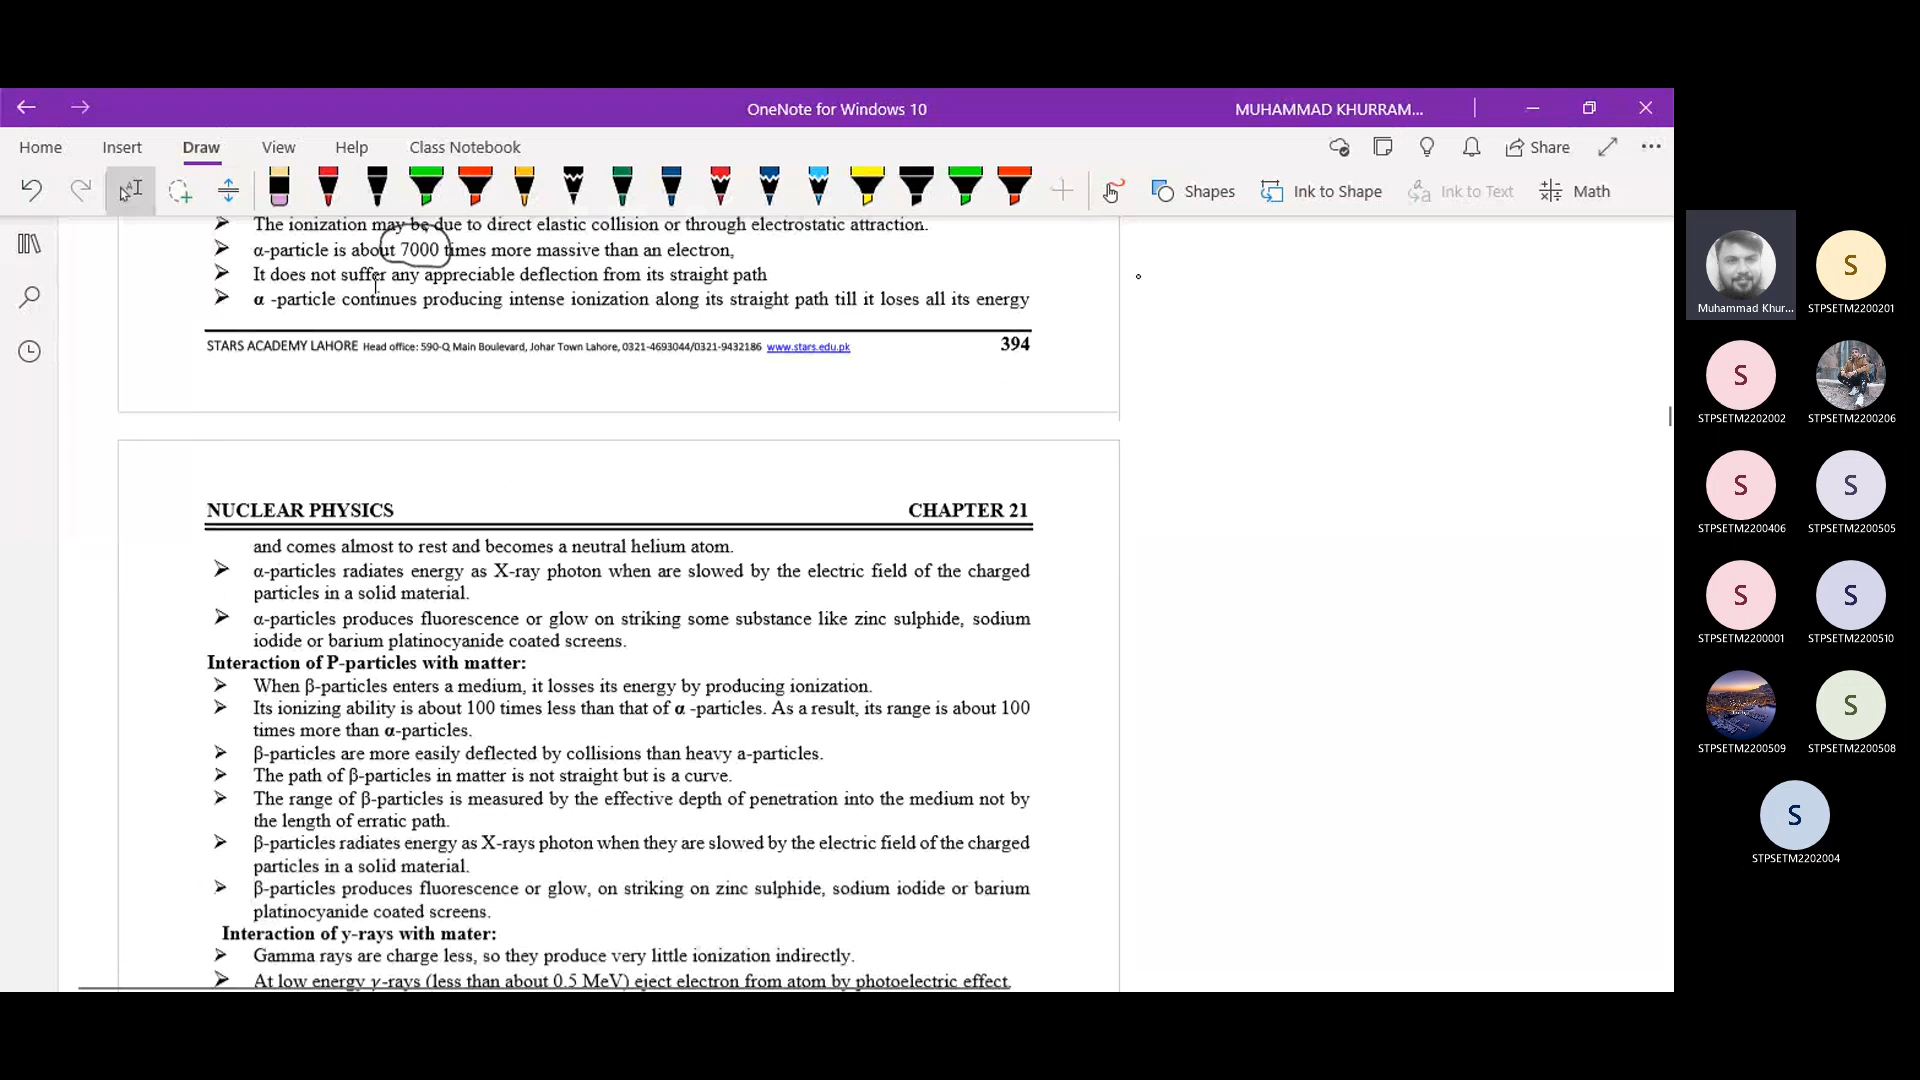 OneNote for Windows 10
MUHAMMAD KHURRAM...
Home Insert Draw View Help Class Notebook
Share
Shapes Ink to Shape Ink to Text Math
➢ The ionization may be due to direct elastic collision or through electrostatic attraction.
➢ α-particle is about 7000 times more massive than an electron,
➢ It does not suffer any appreciable deflection from its straight path
➢ α -particle continues producing intense ionization along its straight path till it loses all its energy
STARS ACADEMY LAHORE Head office: 590-Q Main Boulevard, Johar Town Lahore, 0321-4693044/0321-9432186 www.stars.edu.pk 394
NUCLEAR PHYSICS CHAPTER 21
and comes almost to rest and becomes a neutral helium atom.
➢ α-particles radiates energy as X-ray photon when are slowed by the electric field of the charged
particles in a solid material.
➢ α-particles produces fluorescence or glow on striking some substance like zinc sulphide, sodium
iodide or barium platinocyanide coated screens.
Interaction of P-particles with matter:
➢ When β-particles enters a medium, it losses its energy by producing ionization.
➢ Its ionizing ability is about 100 times less than that of α -particles. As a result, its range is about 100
times more than α-particles.
➢ β-particles are more easily deflected by collisions than heavy a-particles.
➢ The path of β-particles in matter is not straight but is a curve.
➢ The range of β-particles is measured by the effective depth of penetration into the medium not by
the length of erratic path.
➢ β-particles radiates energy as X-rays photon when they are slowed by the electric field of the charged
particles in a solid material.
➢ β-particles produces fluorescence or glow, on striking on zinc sulphide, sodium iodide or barium
platinocyanide coated screens.
Interaction of y-rays with mater:
➢ Gamma rays are charge less, so they produce very little ionization indirectly.
➢ At low energy γ-rays (less than about 0.5 MeV) eject electron from atom by photoelectric effect.
Muhammad Khur... S STPSETM2200201
S STPSETM2202002 STPSETM2200206
S STPSETM2200406 S STPSETM2200505
S STPSETM2200001 S STPSETM2200510
STPSETM2200509 S STPSETM2200508
S STPSETM2202004